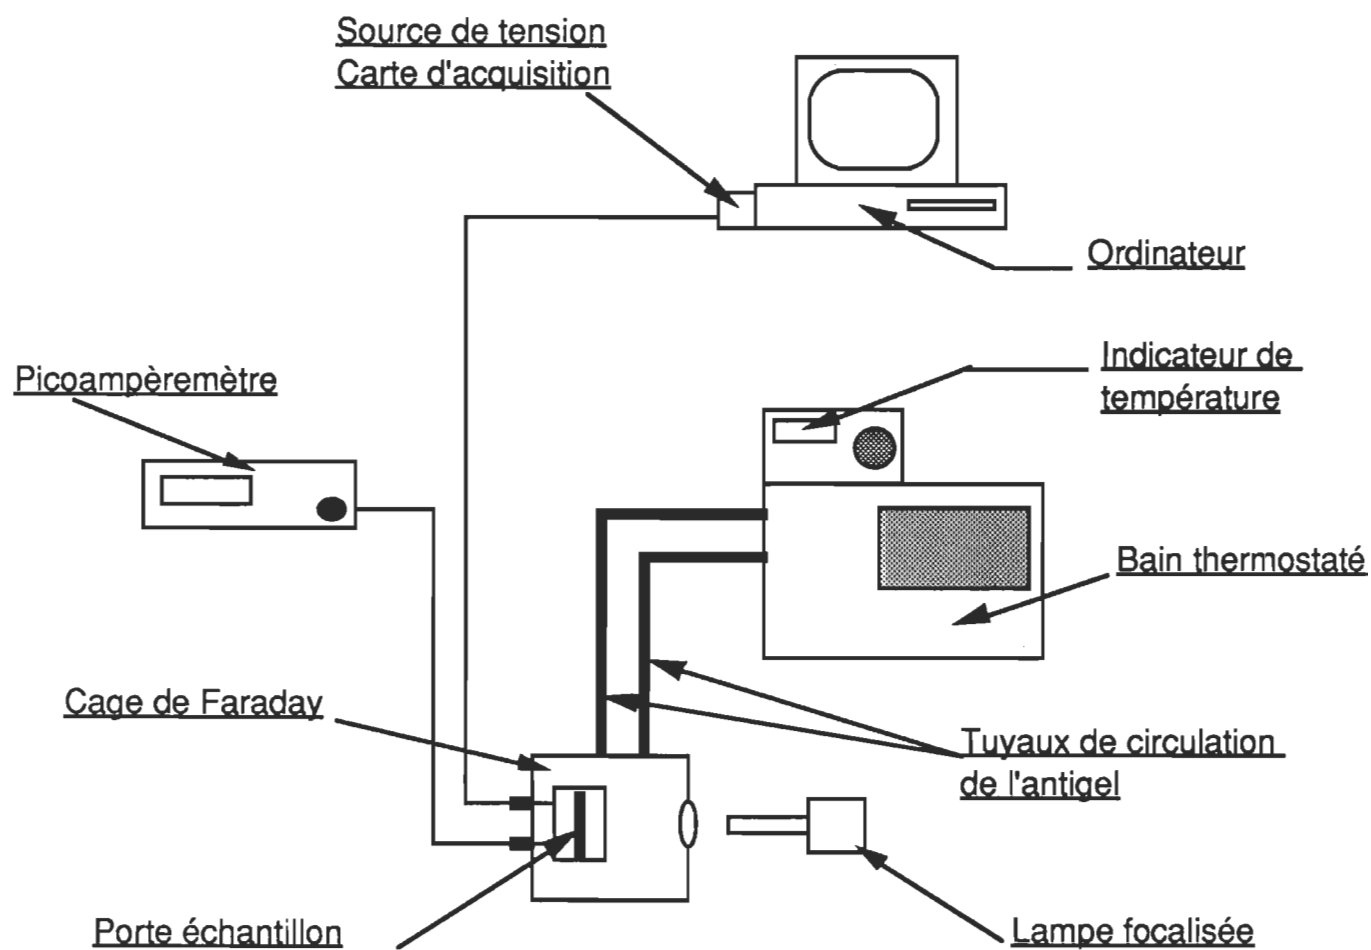 Source de tension
Carte d'acquisition
Ordinateur
Indicateur de
température
Picoampèremètre
Bain thermostaté
Cage de Faraday
Tuyaux de circulation
de l'antigel
Porte échantillon
Lampe focalisée